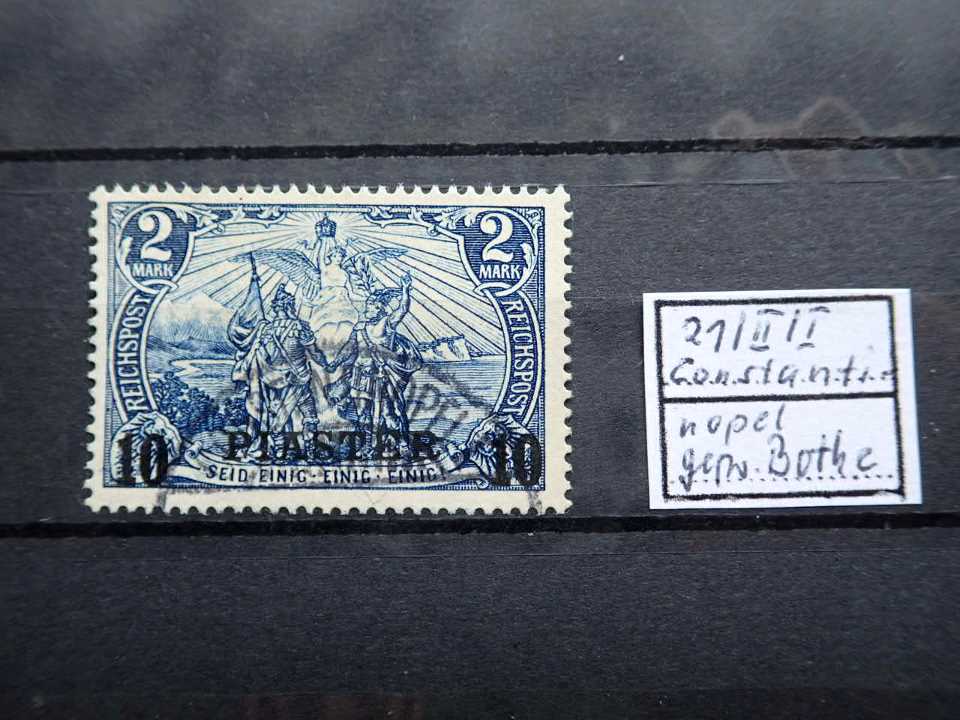 2 2
MARK MARK
REICHSPOST REICHSPOST
10 PIASTER 10
SEID·EINIG·EINIG·EINIG!
21/II/I
Constanti-
nopel
gepr. Bothe